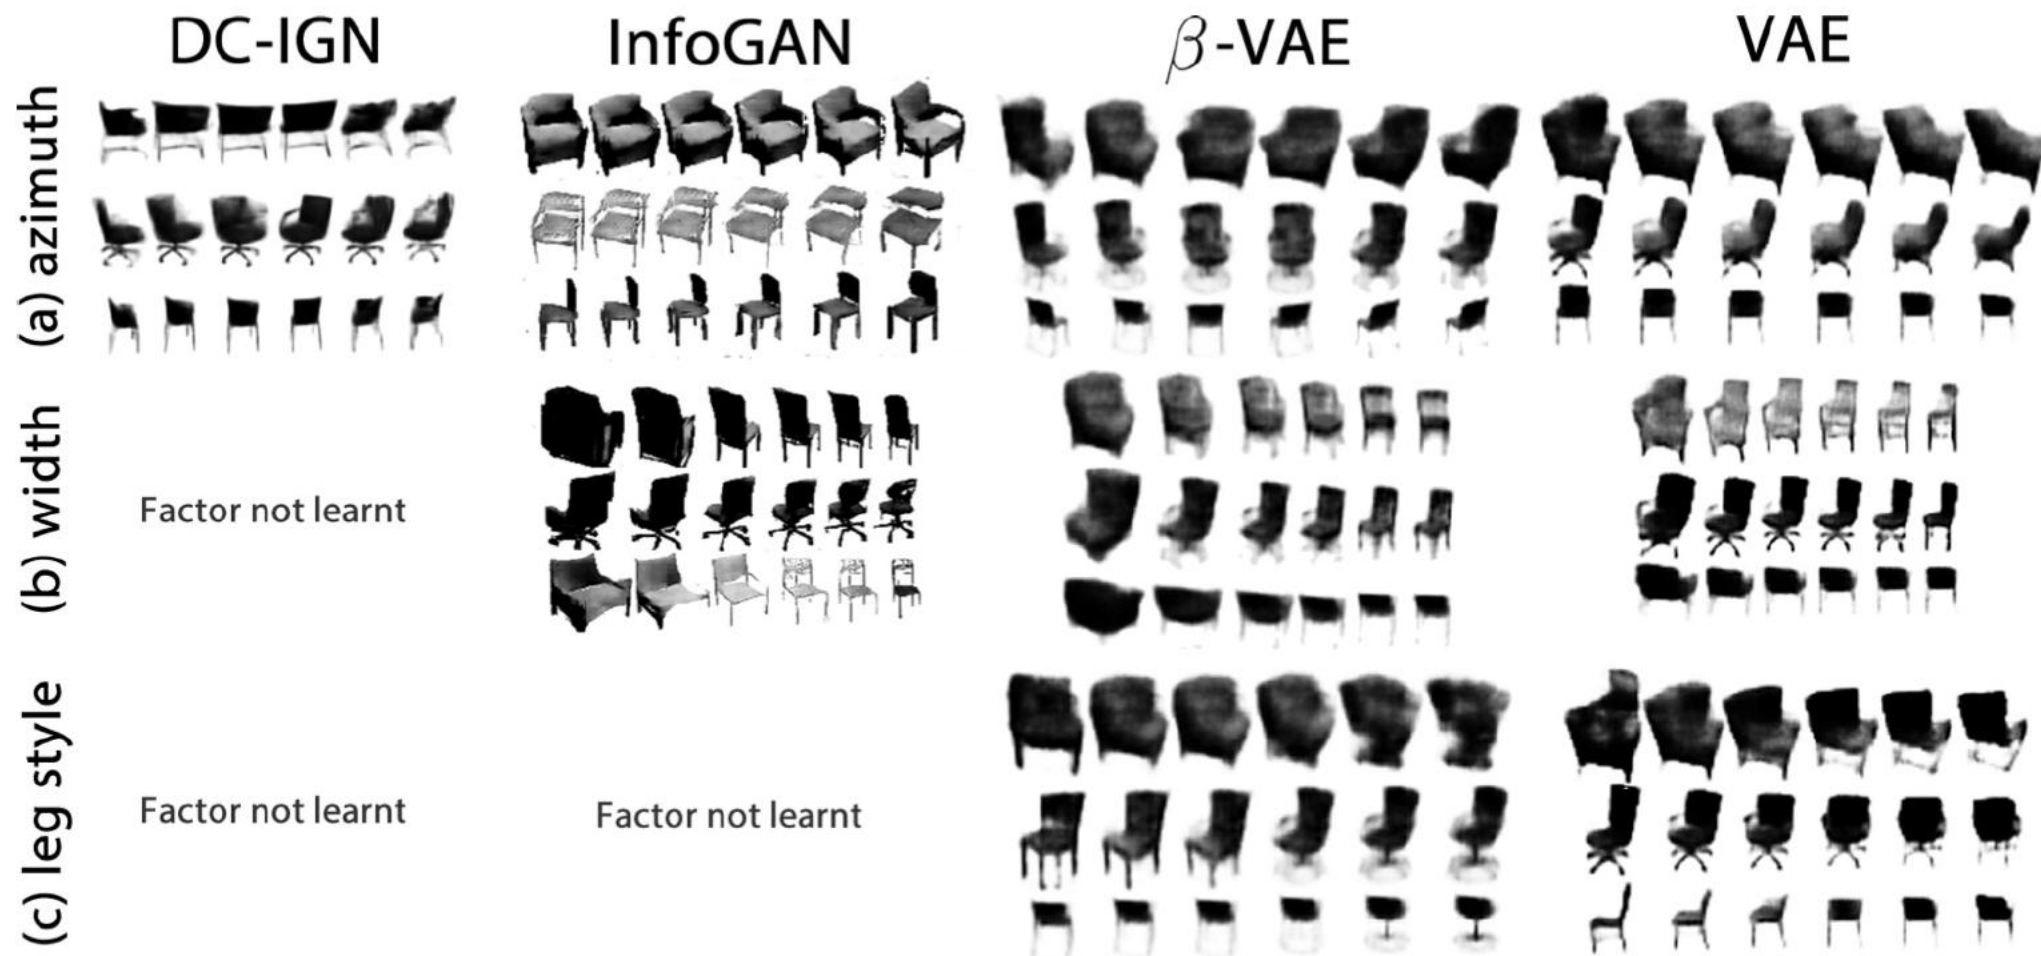 DC-IGN InfoGAN β-VAE VAE
(a) azimuth
(b) width
Factor not learnt
(c) leg style
Factor not learnt
Factor not learnt